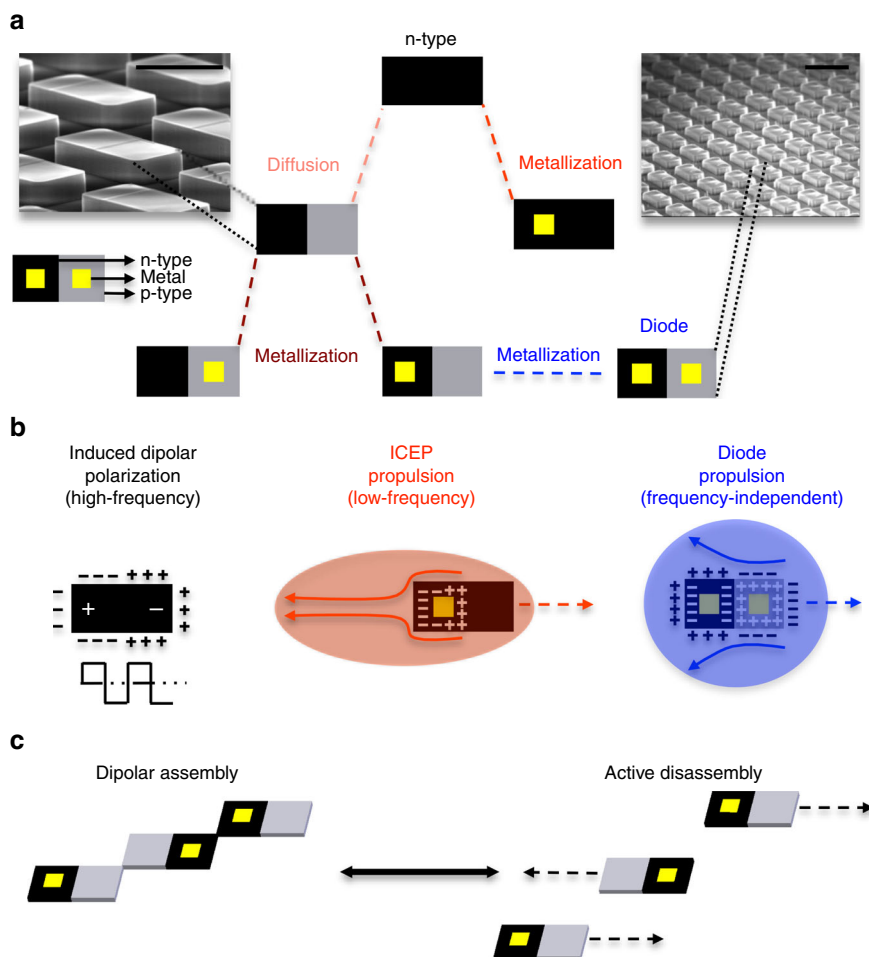 a
n-type
Diffusion
Metallization
n-type
Metal
p-type
Diode
Metallization
Metallization
b
Induced dipolar
polarization
(high-frequency)
ICEP
propulsion
(low-frequency)
Diode
propulsion
(frequency-independent)
– – – + + +
+ –
– – – + + +
c
Dipolar assembly
Active disassembly